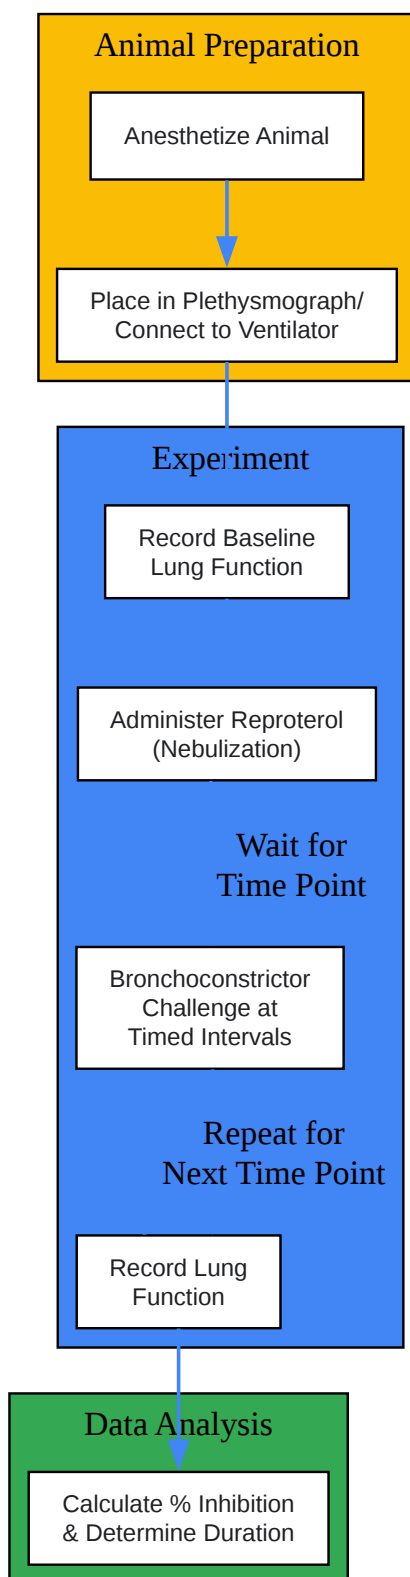 Animal Preparation
Anesthetize Animal
Place in Plethysmograph/
Connect to Ventilator
Experiment
Record Baseline
Lung Function
Administer Reproterol
(Nebulization)
Wait for
Time Point
Bronchoconstrictor
Challenge at
Timed Intervals
Repeat for
Next Time Point
Record Lung
Function
Data Analysis
Calculate % Inhibition
& Determine Duration